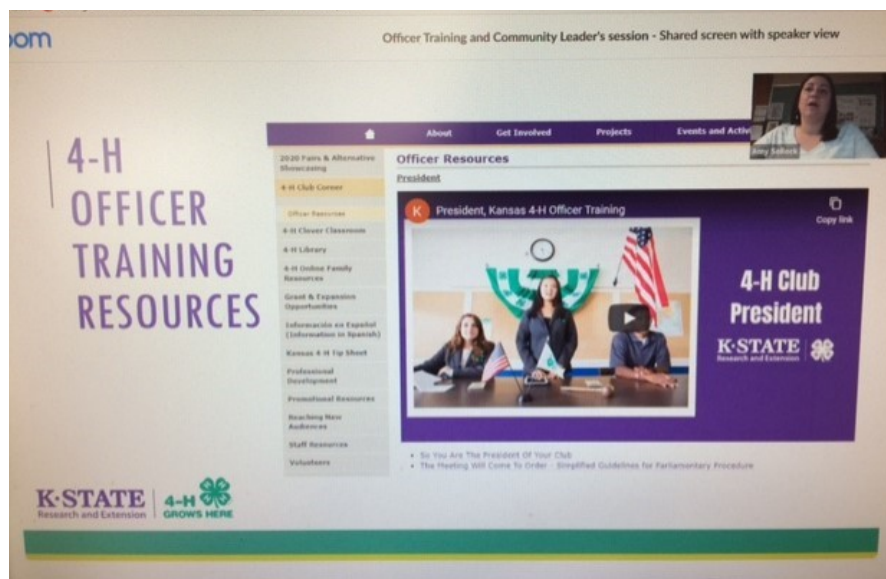 oom
Officer Training and Community Leader's session - Shared screen with speaker view
4-H
OFFICER
TRAINING
RESOURCES
About Get Involved Projects Events and Activi
2020 Fairs & Alternative
Showcasing
4-H Club Corner
Officer Resources
4-H Clover Classroom
4-H Library
4-H Online Family
Resources
Grant & Expansion
Opportunities
Información en Español
(Information in Spanish)
Kansas 4-H Tip Sheet
Professional
Development
Promotional Resources
Reaching New
Audiences
Staff Resources
Volunteers
Officer Resources
President
K President, Kansas 4-H Officer Training
Copy link
4-H Club
President
K-STATE
Research and Extension
So You Are The President Of Your Club
The Meeting Will Come To Order - Simplified Guidelines for Parliamentary Procedure
Amy
K-STATE
Research and Extension
4-H
GROWS HERE